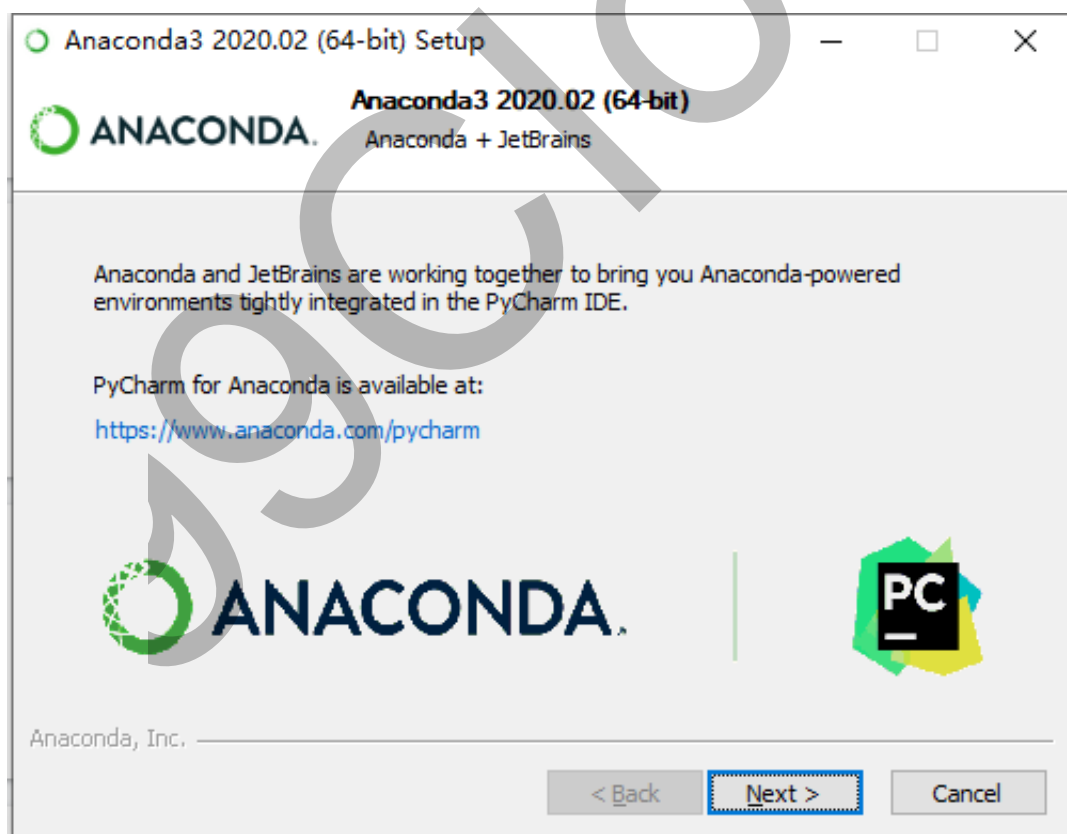 Anaconda3 2020.02 (64-bit) Setup
Anaconda3 2020.02 (64-bit)
ANACONDA.
Anaconda + JetBrains
Anaconda and JetBrains are working together to bring you Anaconda-powered
environments tightly integrated in the PyCharm IDE.
PyCharm for Anaconda is available at:
https://www.anaconda.com/pycharm
ANACONDA.
PC
Anaconda, Inc.
< Back Next > Cancel